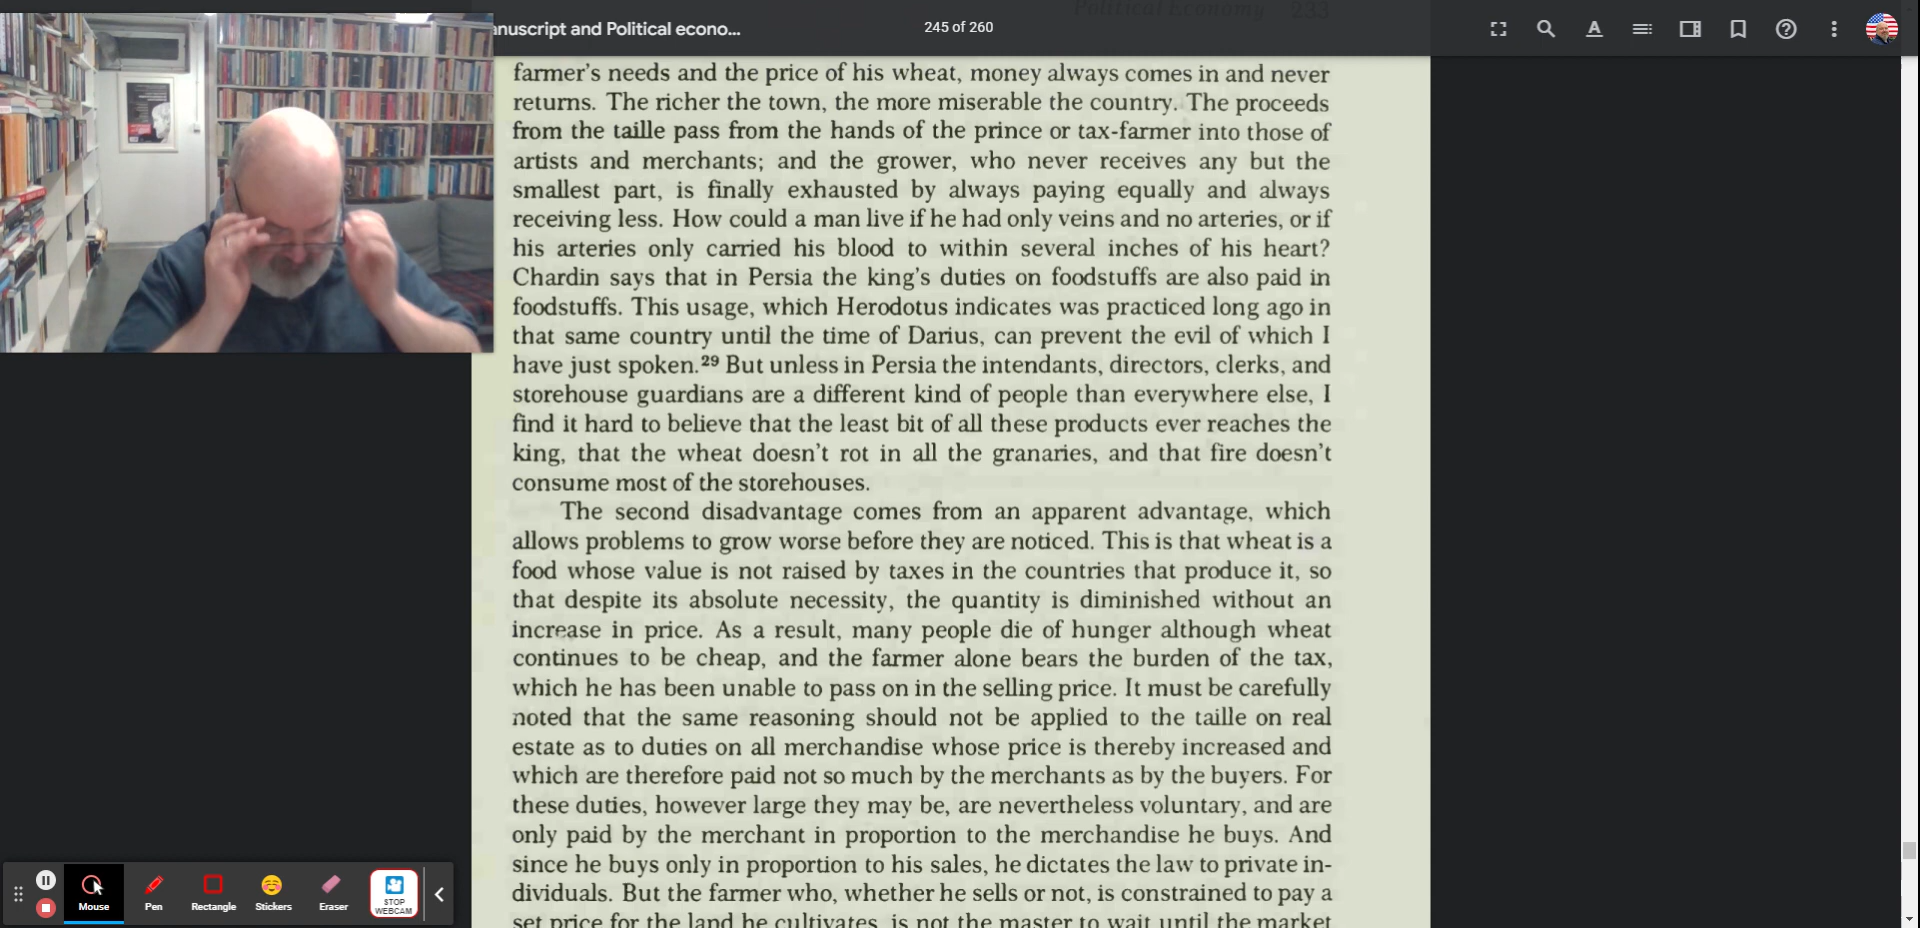 Political Economy 233
anuscript and Political econo...
245 of 260
farmer's needs and the price of his wheat, money always comes in and never
returns. The richer the town, the more miserable the country. The proceeds
from the taille pass from the hands of the prince or tax-farmer into those of
artists and merchants; and the grower, who never receives any but the
smallest part, is finally exhausted by always paying equally and always
receiving less. How could a man live if he had only veins and no arteries, or if
his arteries only carried his blood to within several inches of his heart?
Chardin says that in Persia the king's duties on foodstuffs are also paid in
foodstuffs. This usage, which Herodotus indicates was practiced long ago in
that same country until the time of Darius, can prevent the evil of which I
have just spoken.²⁹ But unless in Persia the intendants, directors, clerks, and
storehouse guardians are a different kind of people than everywhere else, I
find it hard to believe that the least bit of all these products ever reaches the
king, that the wheat doesn't rot in all the granaries, and that fire doesn't
consume most of the storehouses.
The second disadvantage comes from an apparent advantage, which
allows problems to grow worse before they are noticed. This is that wheat is a
food whose value is not raised by taxes in the countries that produce it, so
that despite its absolute necessity, the quantity is diminished without an
increase in price. As a result, many people die of hunger although wheat
continues to be cheap, and the farmer alone bears the burden of the tax,
which he has been unable to pass on in the selling price. It must be carefully
noted that the same reasoning should not be applied to the taille on real
estate as to duties on all merchandise whose price is thereby increased and
which are therefore paid not so much by the merchants as by the buyers. For
these duties, however large they may be, are nevertheless voluntary, and are
only paid by the merchant in proportion to the merchandise he buys. And
since he buys only in proportion to his sales, he dictates the law to private in-
dividuals. But the farmer who, whether he sells or not, is constrained to pay a
set price for the land he cultivates, is not the master to wait until the market
Mouse
Pen
Rectangle
Stickers
Eraser
STOP
WEBCAM